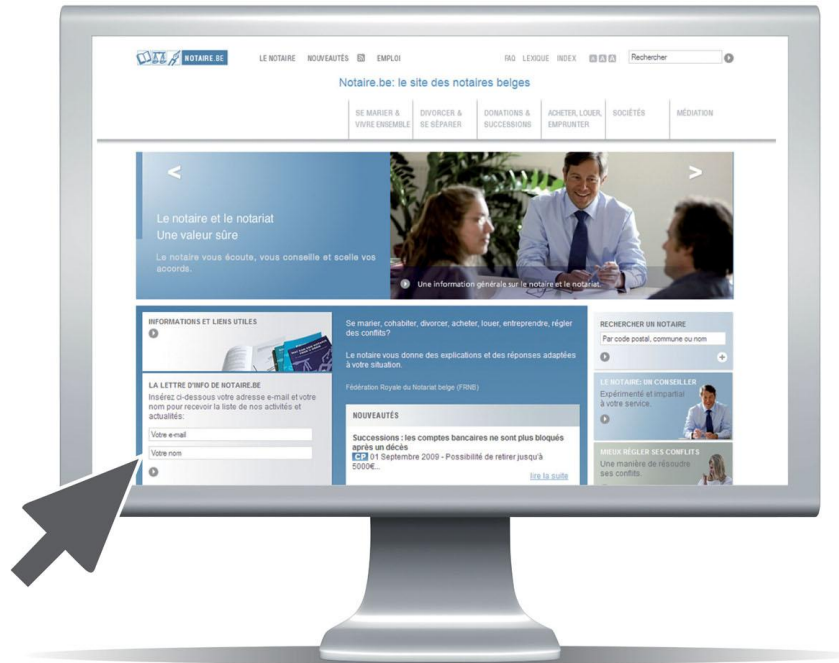 NOTAIRE.BE
LE NOTAIRE NOUVEAUTÉS EMPLOI
FAQ LEXIQUE INDEX A A A Rechercher
Notaire.be: le site des notaires belges
SE MARIER &
VIVRE ENSEMBLE
DIVORCER &
SE SÉPARER
DONATIONS &
SUCCESSIONS
ACHETER, LOUER,
EMPRUNTER
SOCIÉTÉS
MÉDIATION
Le notaire et le notariat
Une valeur sûre
Le notaire vous écoute, vous conseille et scelle vos
accords.
Une information générale sur le notaire et le notariat.
INFORMATIONS ET LIENS UTILES
LA LETTRE D'INFO DE NOTAIRE.BE
Insérez ci-dessous votre adresse e-mail et votre
nom pour recevoir la liste de nos activités et
actualités:
Votre e-mail
Votre nom
Se marier, cohabiter, divorcer, acheter, louer, entreprendre, régler
des conflits?
Le notaire vous donne des explications et des réponses adaptées
à votre situation.
Fédération Royale du Notariat belge (FRNB)
NOUVEAUTÉS
Successions : les comptes bancaires ne sont plus bloqués
après un décès
CP 01 Septembre 2009 - Possibilité de retirer jusqu'à
5000€...
lire la suite
RECHERCHER UN NOTAIRE
Par code postal, commune ou nom
LE NOTAIRE: UN CONSEILLER
Expérimenté et impartial
à votre service.
MIEUX RÉGLER SES CONFLITS
Une manière de résoudre
ses conflits.